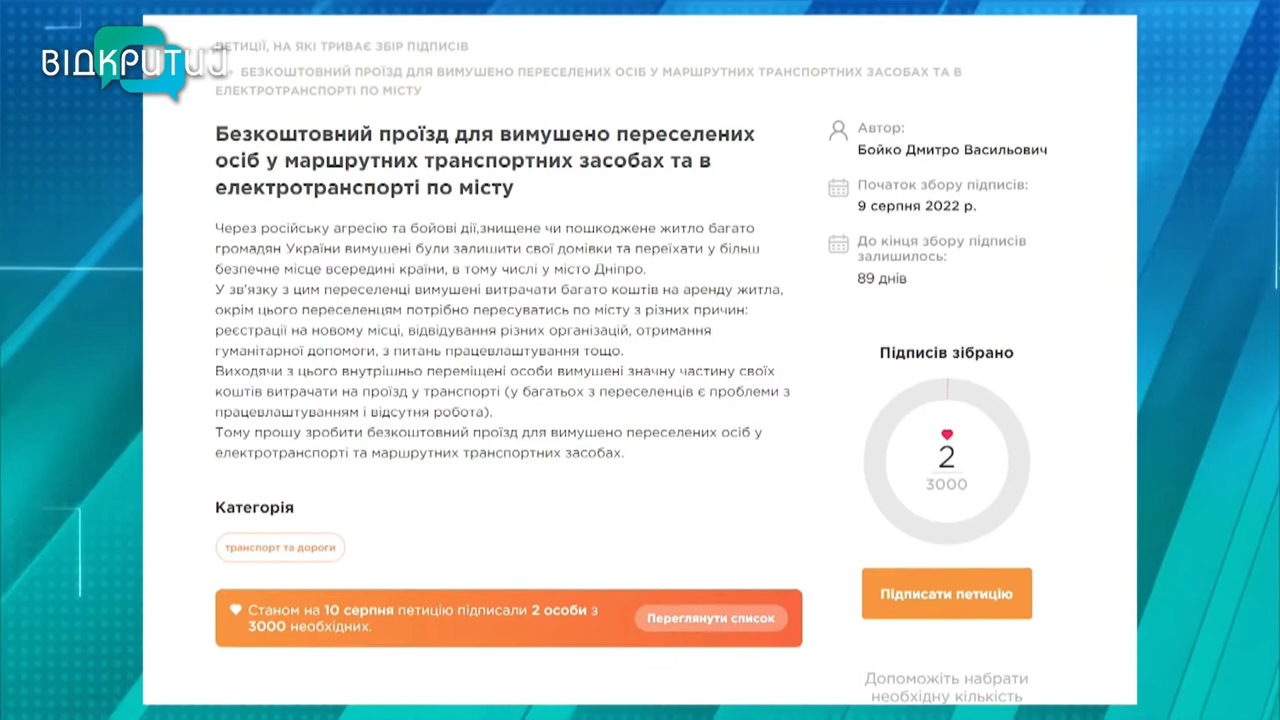 ВІДКРИТИЙ
ПЕТИЦІЇ, НА ЯКІ ТРИВАЄ ЗБІР ПІДПИСІВ
БЕЗКОШТОВНИЙ ПРОЇЗД ДЛЯ ВИМУШЕНО ПЕРЕСЕЛЕНИХ ОСІБ У МАРШРУТНИХ ТРАНСПОРТНИХ ЗАСОБАХ ТА В
ЕЛЕКТРОТРАНСПОРТІ ПО МІСТУ
Безкоштовний проїзд для вимушено переселених
осіб у маршрутних транспортних засобах та в
електротранспорті по місту
Через російську агресію та бойові дії,знищене чи пошкоджене житло багато
громадян України вимушені були залишити свої домівки та переїхати у більш
безпечне місце всередині країни, в тому числі у місто Дніпро.
У зв'язку з цим переселенці вимушені витрачати багато коштів на аренду житла,
окрім цього переселенцям потрібно пересуватись по місту з різних причин:
реєстрації на новому місці, відвідування різних організацій, отримання
гуманітарної допомоги, з питань працевлаштування тощо.
Виходячи з цього внутрішньо переміщені особи вимушені значну частину своїх
коштів витрачати на проїзд у транспорті (у багатьох з переселенців є проблеми з
працевлаштуванням і відсутня робота).
Тому прошу зробити безкоштовний проїзд для вимушено переселених осіб у
електротранспорті та маршрутних транспортних засобах.
Категорія
транспорт та дороги
Станом на 10 серпня петицію підписали 2 особи з
3000 необхідних.
Переглянути список
Автор:
Бойко Дмитро Васильович
Початок збору підписів:
9 серпня 2022 р.
До кінця збору підписів
залишилось:
89 днів
Підписів зібрано
2
3000
Підписати петицію
Допоможіть набрати
необхідну кількість